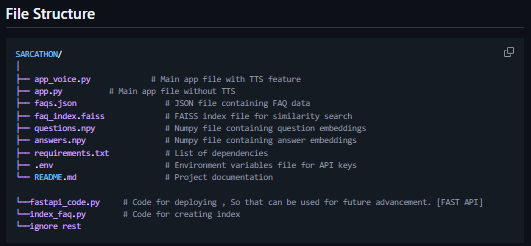 File Structure
SARCATHON/
│
├── app_voice.py # Main app file with TTS feature
├── app.py # Main app file without TTS
├── faqs.json # JSON file containing FAQ data
├── faq_index.faiss # FAISS index file for similarity search
├── questions.npy # Numpy file containing question embeddings
├── answers.npy # Numpy file containing answer embeddings
├── requirements.txt # List of dependencies
├── .env # Environment variables file for API keys
└── README.md # Project documentation
└──fastapi_code.py # Code for deploying , So that can be used for future advancement. [FAST API]
└──index_faq.py # Code for creating index
└──ignore rest